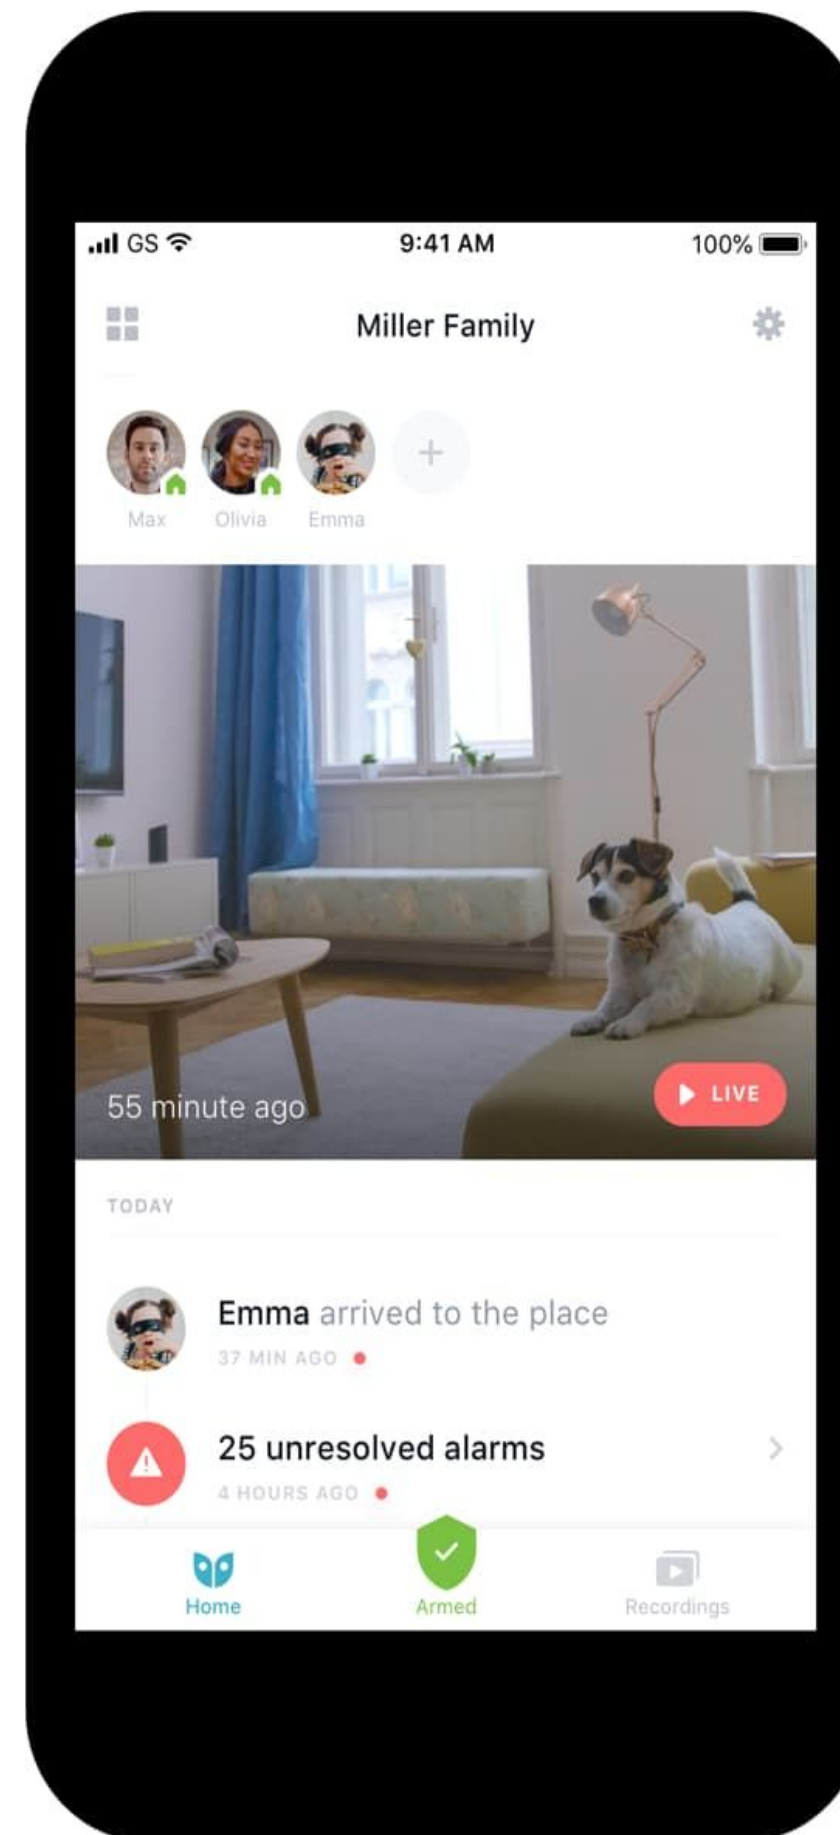 GS 9:41 AM 100%
Miller Family
Max Olivia Emma
55 minute ago
LIVE
TODAY
Emma arrived to the place
37 MIN AGO
25 unresolved alarms
4 HOURS AGO
Home Armed Recordings